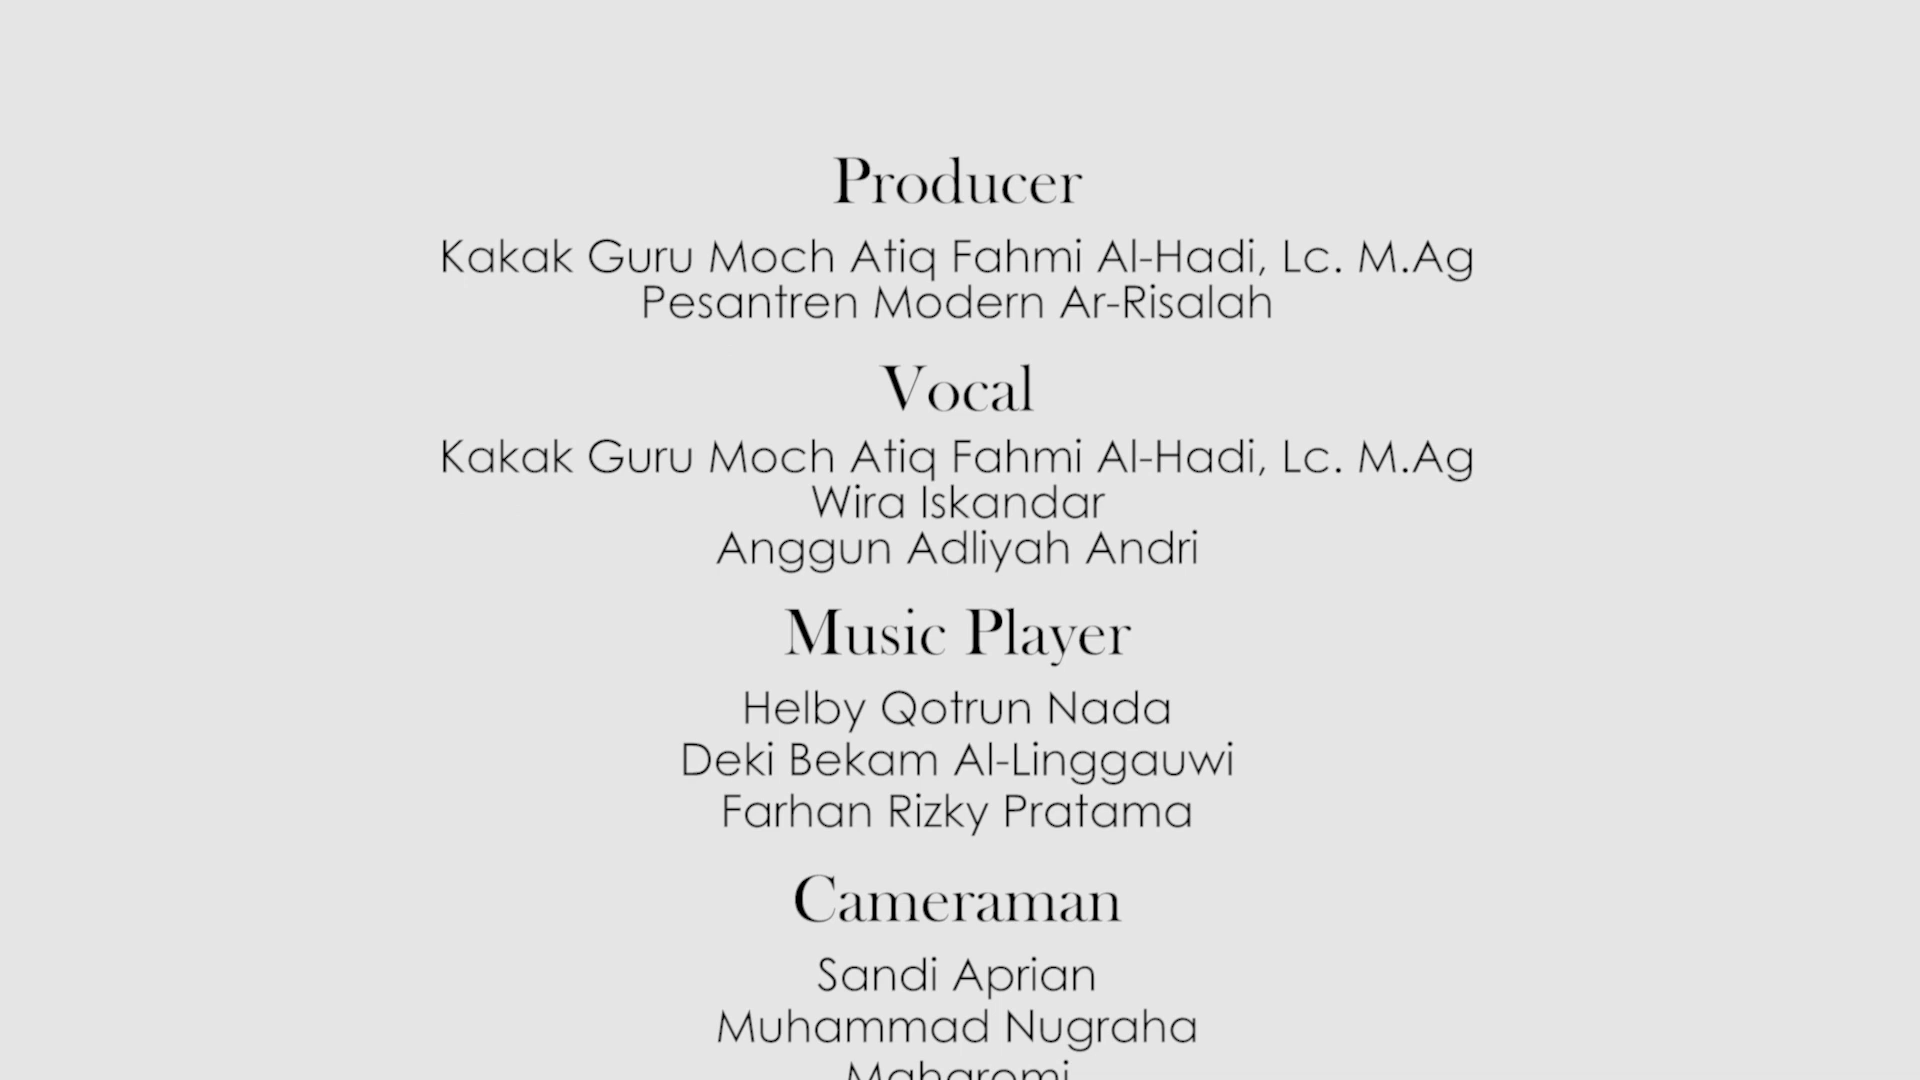 Producer
Kakak Guru Moch Atiq Fahmi Al-Hadi, Lc. M.Ag
Pesantren Modern Ar-Risalah
Vocal
Kakak Guru Moch Atiq Fahmi Al-Hadi, Lc. M.Ag
Wira Iskandar
Anggun Adliyah Andri
Music Player
Helby Qotrun Nada
Deki Bekam Al-Linggauwi
Farhan Rizky Pratama
Cameraman
Sandi Aprian
Muhammad Nugraha